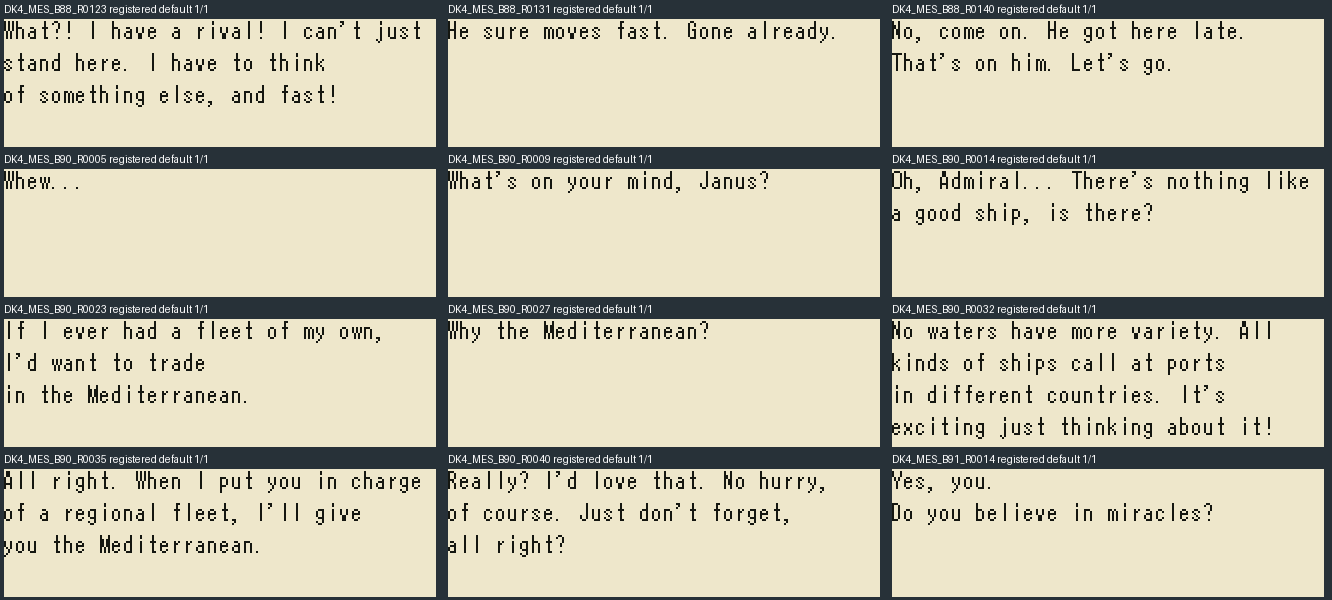 DK4_MES_B88_R0123 registered default 1/1
What?! I have a rival! I can't just
stand here. I have to think
of something else, and fast!
DK4_MES_B88_R0131 registered default 1/1
He sure moves fast. Gone already.
DK4_MES_B88_R0140 registered default 1/1
No, come on. He got here late.
That's on him. Let's go.
DK4_MES_B90_R0005 registered default 1/1
Whew...
DK4_MES_B90_R0009 registered default 1/1
What's on your mind, Janus?
DK4_MES_B90_R0014 registered default 1/1
Oh, Admiral... There's nothing like
a good ship, is there?
DK4_MES_B90_R0023 registered default 1/1
If I ever had a fleet of my own,
I'd want to trade
in the Mediterranean.
DK4_MES_B90_R0027 registered default 1/1
Why the Mediterranean?
DK4_MES_B90_R0032 registered default 1/1
No waters have more variety. All
kinds of ships call at ports
in different countries. It's
exciting just thinking about it!
DK4_MES_B90_R0035 registered default 1/1
All right. When I put you in charge
of a regional fleet, I'll give
you the Mediterranean.
DK4_MES_B90_R0040 registered default 1/1
Really? I'd love that. No hurry,
of course. Just don't forget,
all right?
DK4_MES_B91_R0014 registered default 1/1
Yes, you.
Do you believe in miracles?